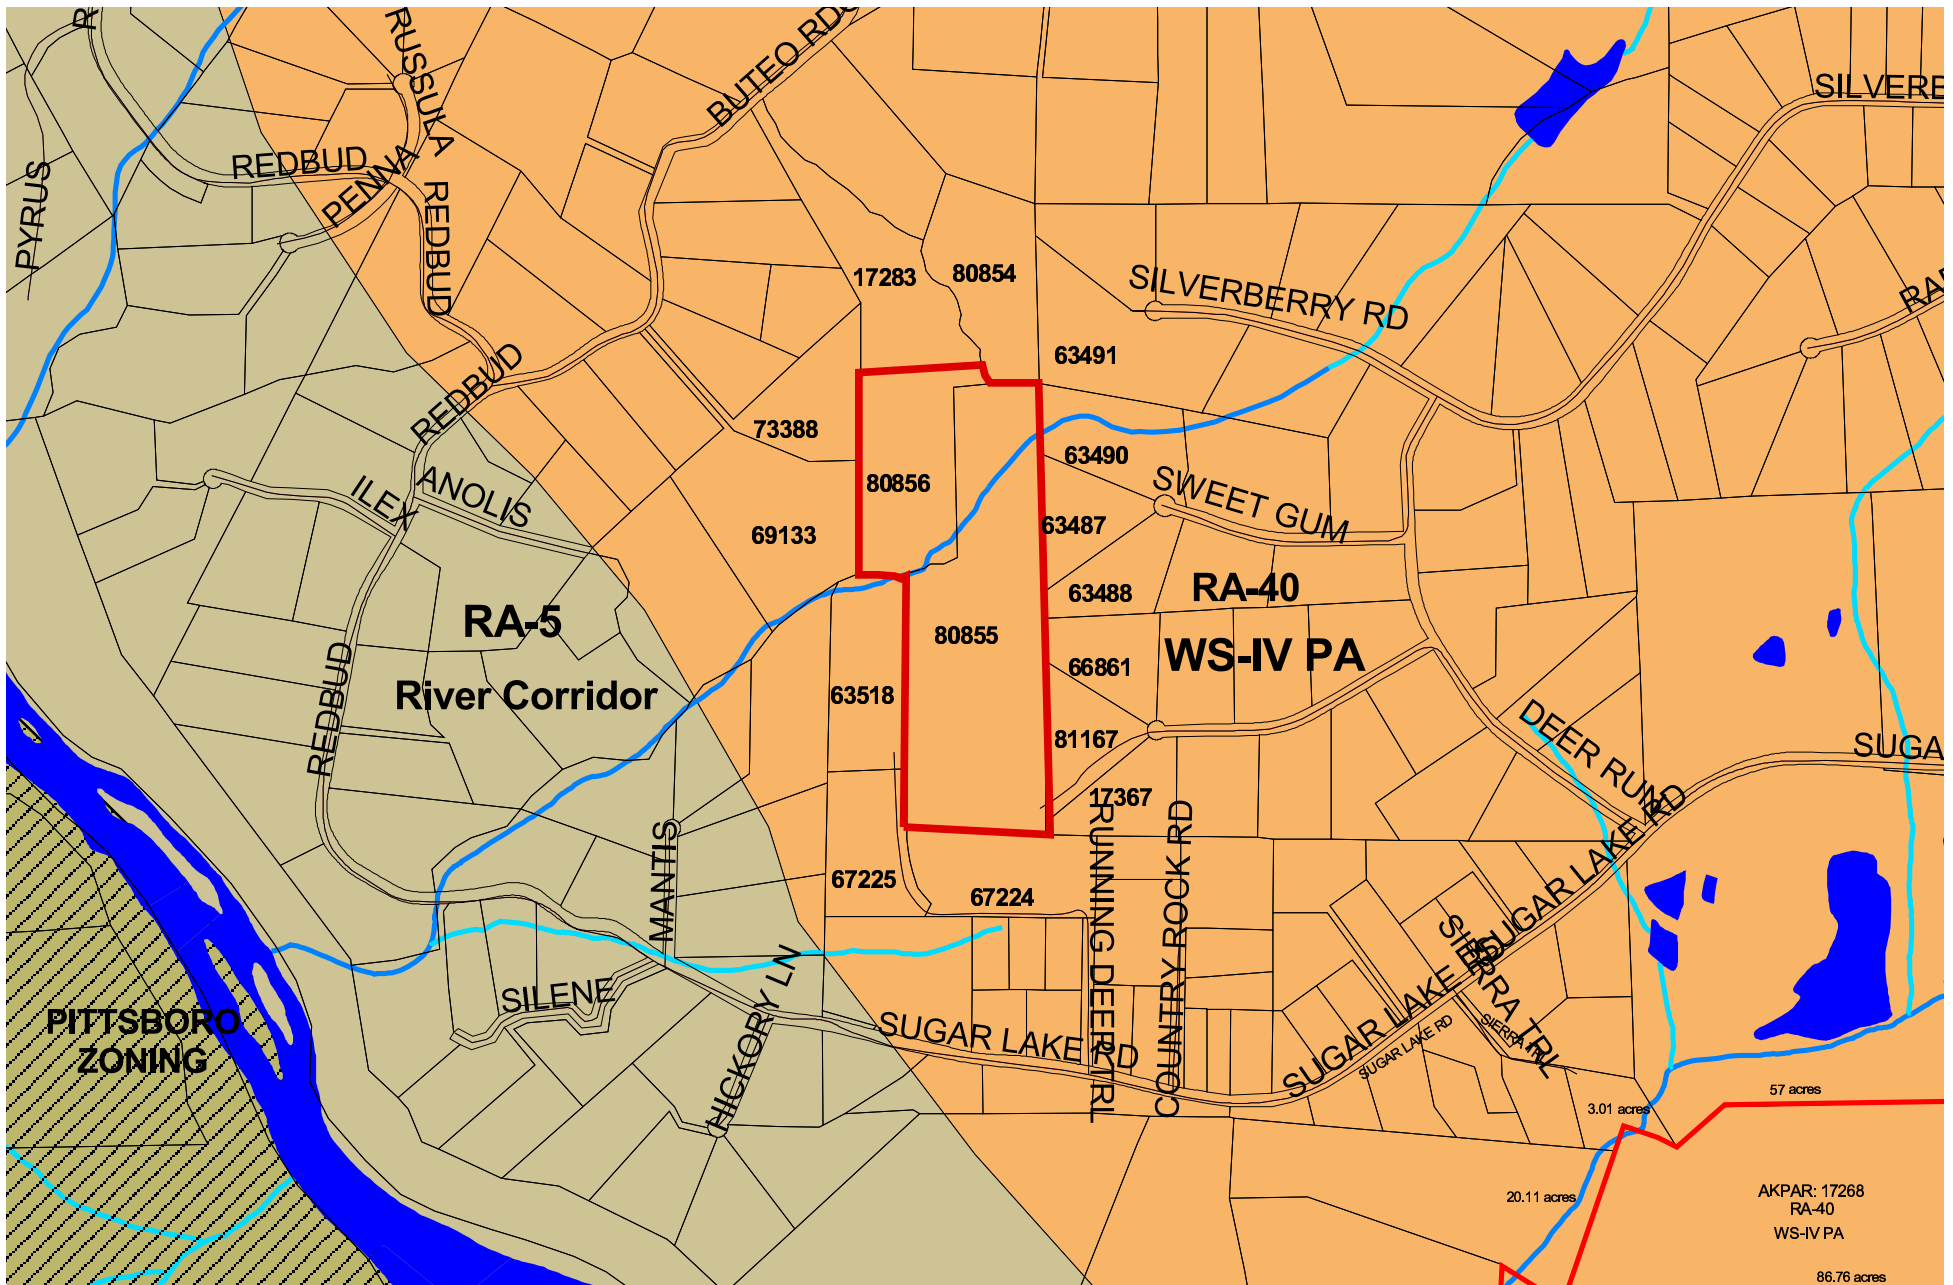 RUSSULA
BUTEO RD
SILVERB
REDBUD
PENNA
PYRUS
REDBUD
17283
80854
SILVERBERRY RD
RA
63491
REDBUD
73388
63490
80856
ILEX
ANOLIS
SWEET GUM
69133
63487
RA-5
63488
RA-40
80855
WS-IV PA
66861
River Corridor
63518
REDBUD
81167
DEER RUN
SUGA
17367
SUGAR LAKE RD
MANTIS
67225
67224
RUNNING DEER TRL
COUNTRY ROCK RD
HICKORY LN
SILENE
SIERRA TRL
PITTSBORO
ZONING
SUGAR LAKE RD
SUGAR LAKE RD
SUGAR LAKE RD
SIERRA TRL
57 acres
3.01 acres
20.11 acres
AKPAR: 17268
RA-40
WS-IV PA
86.76 acres